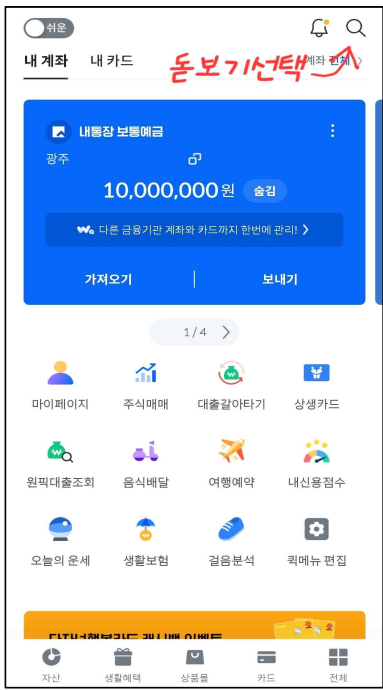 쉬운
내 계좌 내 카드 계좌 전체 >
돋보기선택
내통장 보통예금
광주
10,000,000원 숨김
다른 금융기관 계좌와 카드까지 한번에 관리!
가져오기 보내기
1 / 4
마이페이지 주식매매 대출갈아타기 상생카드
원픽대출조회 음식배달 여행예약 내신용점수
오늘의 운세 생활보험 걸음분석 퀵메뉴 편집
자산 생활혜택 상품몰 카드 전체